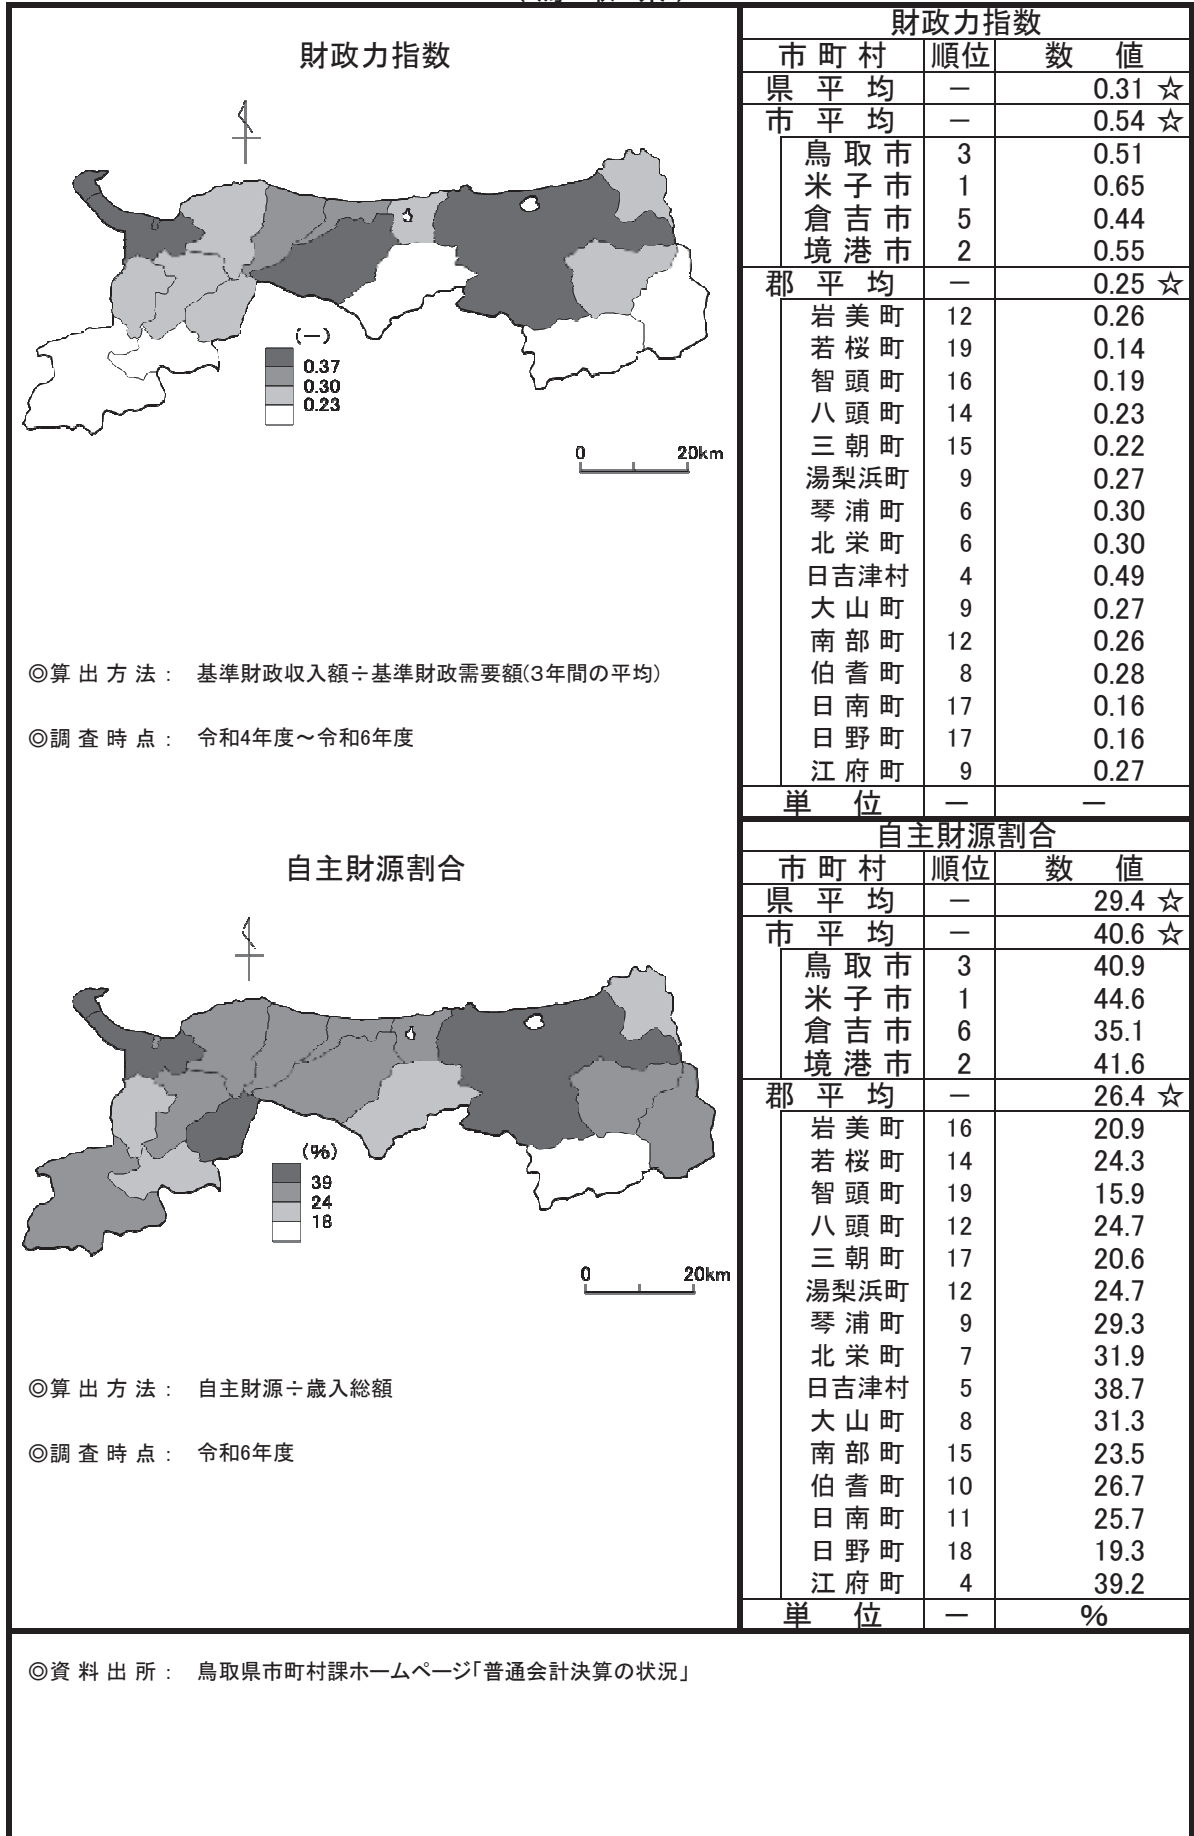 財政力指数
(－)
0.37
0.30
0.23
0 20km
◎算出方法： 基準財政収入額÷基準財政需要額(3年間の平均)
◎調査時点： 令和4年度～令和6年度
財政力指数
市町村 順位 数値
県平均 － 0.31 ☆
市平均 － 0.54 ☆
鳥取市 3 0.51
米子市 1 0.65
倉吉市 5 0.44
境港市 2 0.55
郡平均 － 0.25 ☆
岩美町 12 0.26
若桜町 19 0.14
智頭町 16 0.19
八頭町 14 0.23
三朝町 15 0.22
湯梨浜町 9 0.27
琴浦町 6 0.30
北栄町 6 0.30
日吉津村 4 0.49
大山町 9 0.27
南部町 12 0.26
伯耆町 8 0.28
日南町 17 0.16
日野町 17 0.16
江府町 9 0.27
単位 － －
自主財源割合
(%)
39
24
18
0 20km
◎算出方法： 自主財源÷歳入総額
◎調査時点： 令和6年度
自主財源割合
市町村 順位 数値
県平均 － 29.4 ☆
市平均 － 40.6 ☆
鳥取市 3 40.9
米子市 1 44.6
倉吉市 6 35.1
境港市 2 41.6
郡平均 － 26.4 ☆
岩美町 16 20.9
若桜町 14 24.3
智頭町 19 15.9
八頭町 12 24.7
三朝町 17 20.6
湯梨浜町 12 24.7
琴浦町 9 29.3
北栄町 7 31.9
日吉津村 5 38.7
大山町 8 31.3
南部町 15 23.5
伯耆町 10 26.7
日南町 11 25.7
日野町 18 19.3
江府町 4 39.2
単位 － %
◎資料出所： 鳥取県市町村課ホームページ「普通会計決算の状況」